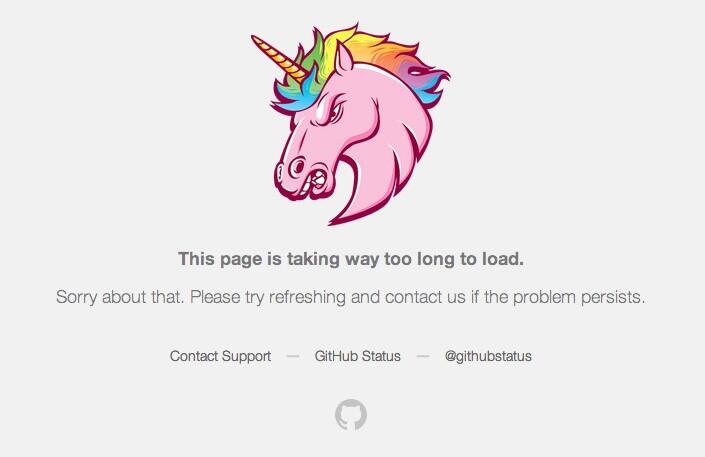 This page is taking way too long to load.
Sorry about that. Please try refreshing and contact us if the problem persists.
Contact Support — GitHub Status — @githubstatus